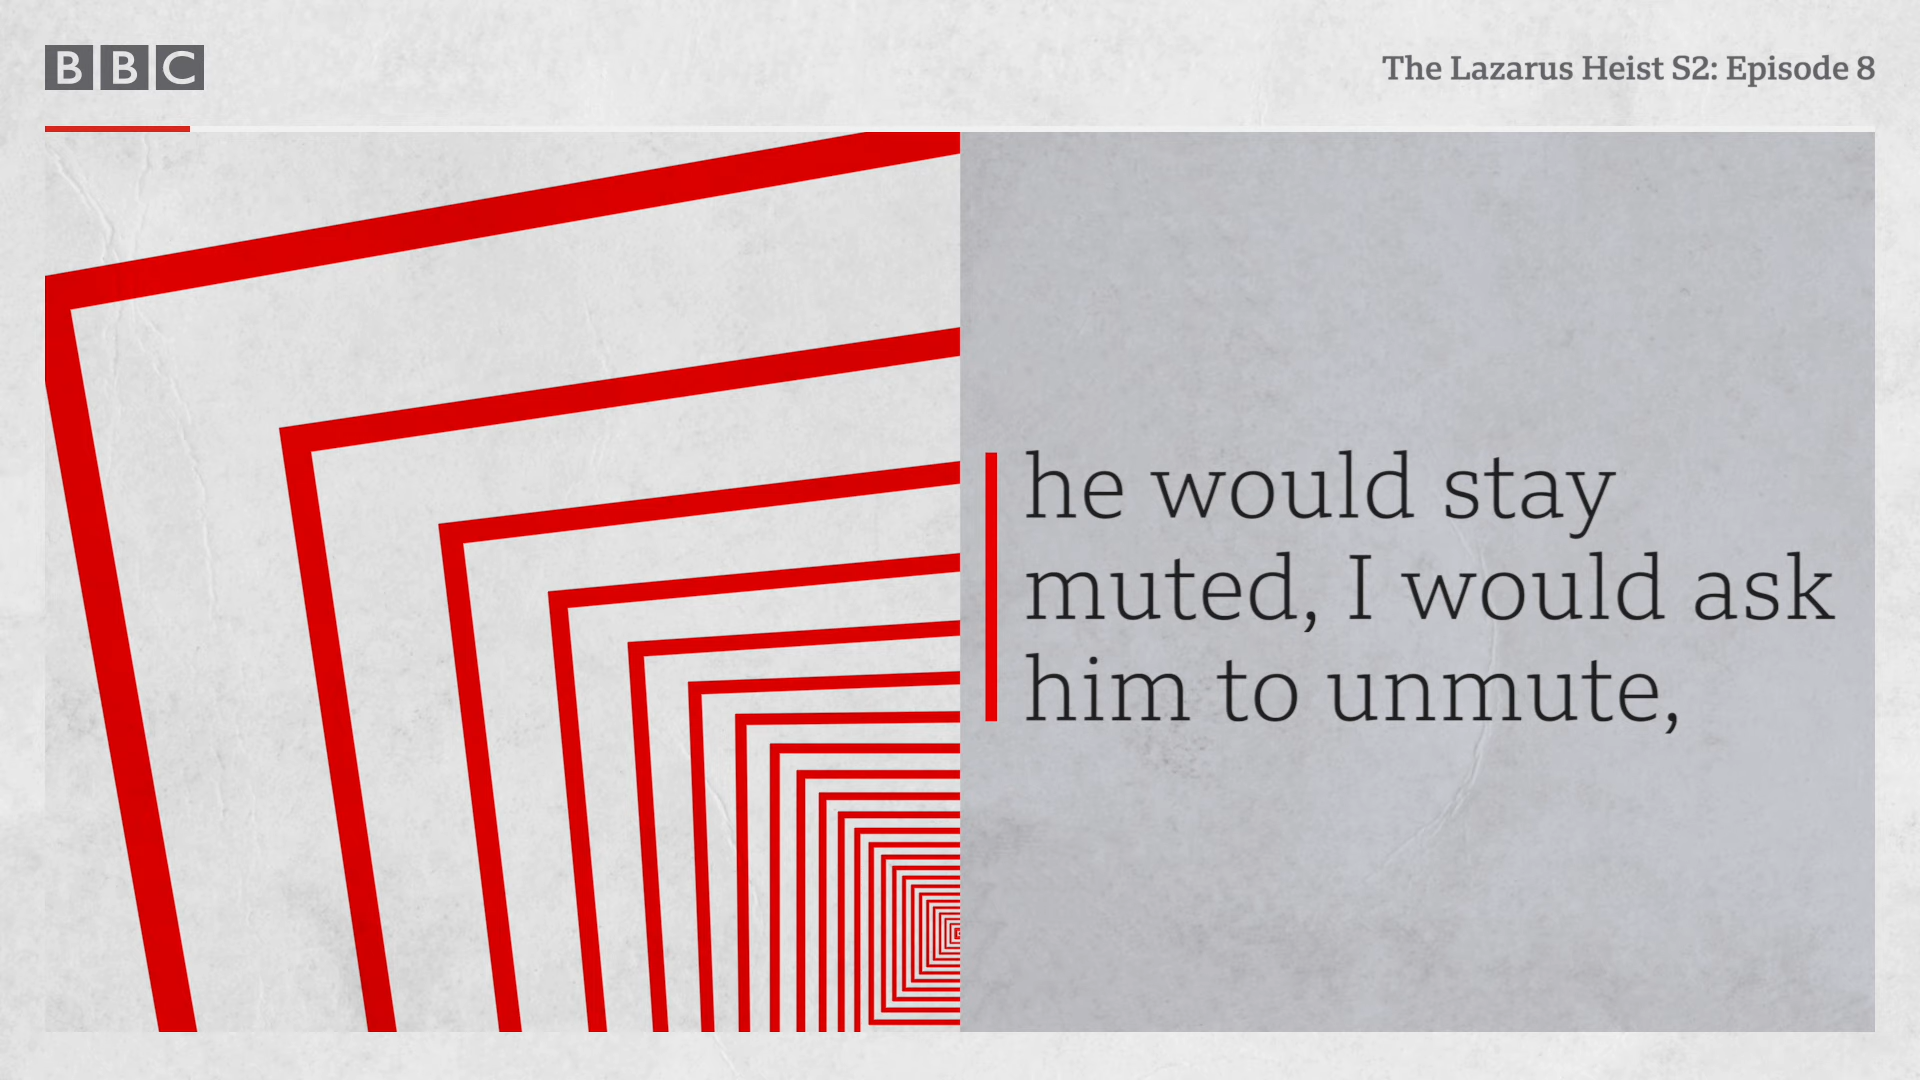 BBC
The Lazarus Heist S2: Episode 8
he would stay
muted, I would ask
him to unmute,